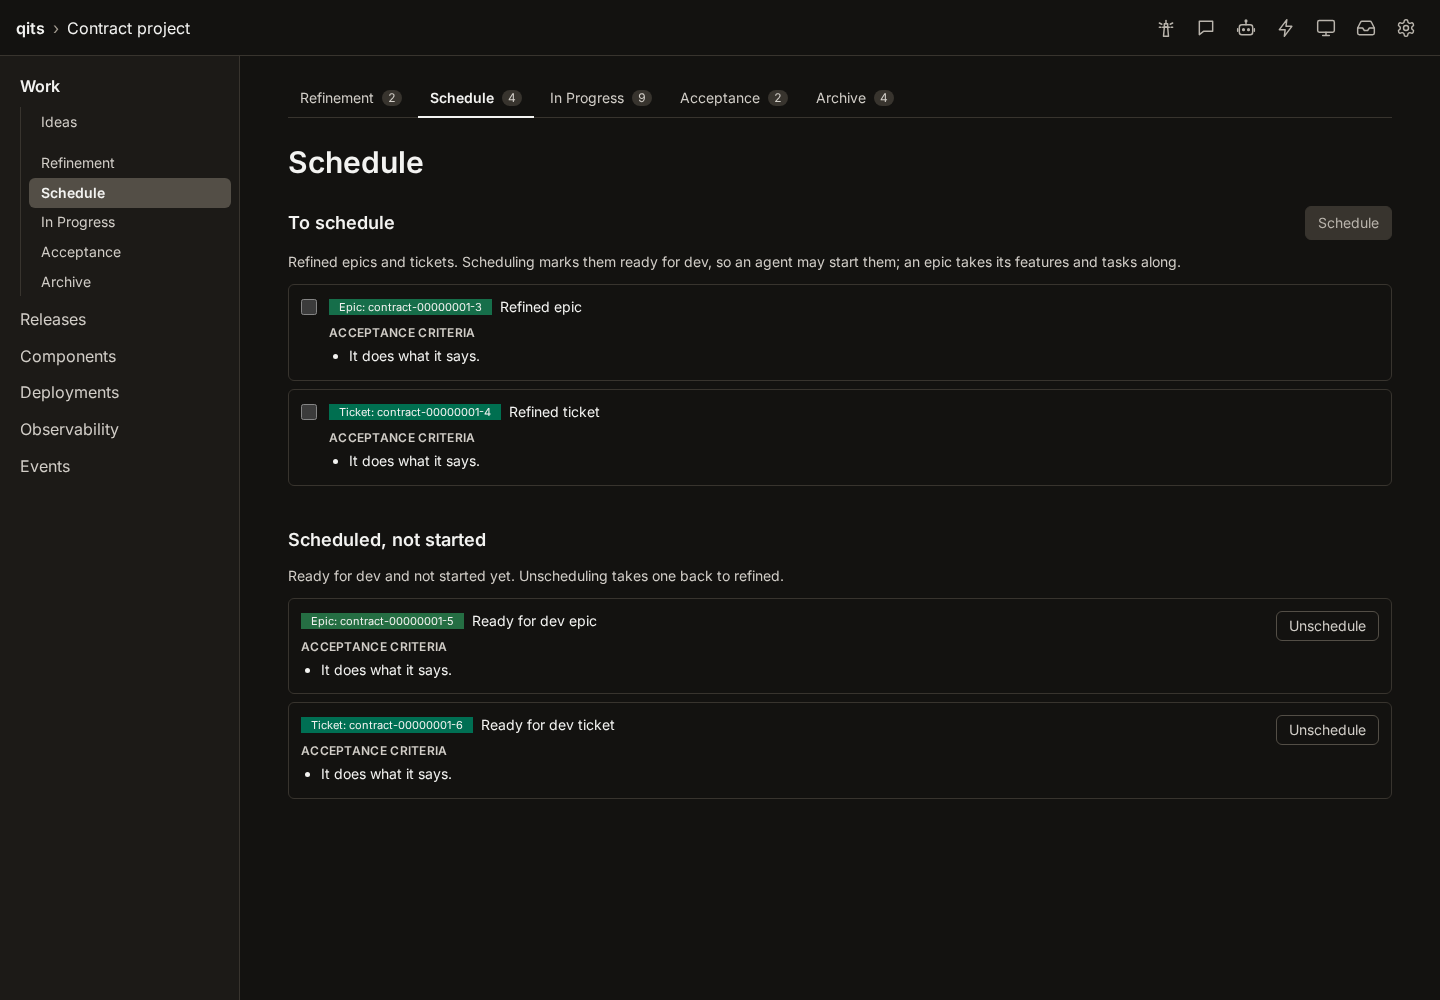 qits › Contract project
Work
Ideas
Refinement
Schedule
In Progress
Acceptance
Archive
Releases
Components
Deployments
Observability
Events
Refinement 2 Schedule 4 In Progress 9 Acceptance 2 Archive 4
Schedule
To schedule
Schedule
Refined epics and tickets. Scheduling marks them ready for dev, so an agent may start them; an epic takes its features and tasks along.
Epic: contract-00000001-3 Refined epic
ACCEPTANCE CRITERIA
• It does what it says.
Ticket: contract-00000001-4 Refined ticket
ACCEPTANCE CRITERIA
• It does what it says.
Scheduled, not started
Ready for dev and not started yet. Unscheduling takes one back to refined.
Epic: contract-00000001-5 Ready for dev epic
Unschedule
ACCEPTANCE CRITERIA
• It does what it says.
Ticket: contract-00000001-6 Ready for dev ticket
Unschedule
ACCEPTANCE CRITERIA
• It does what it says.